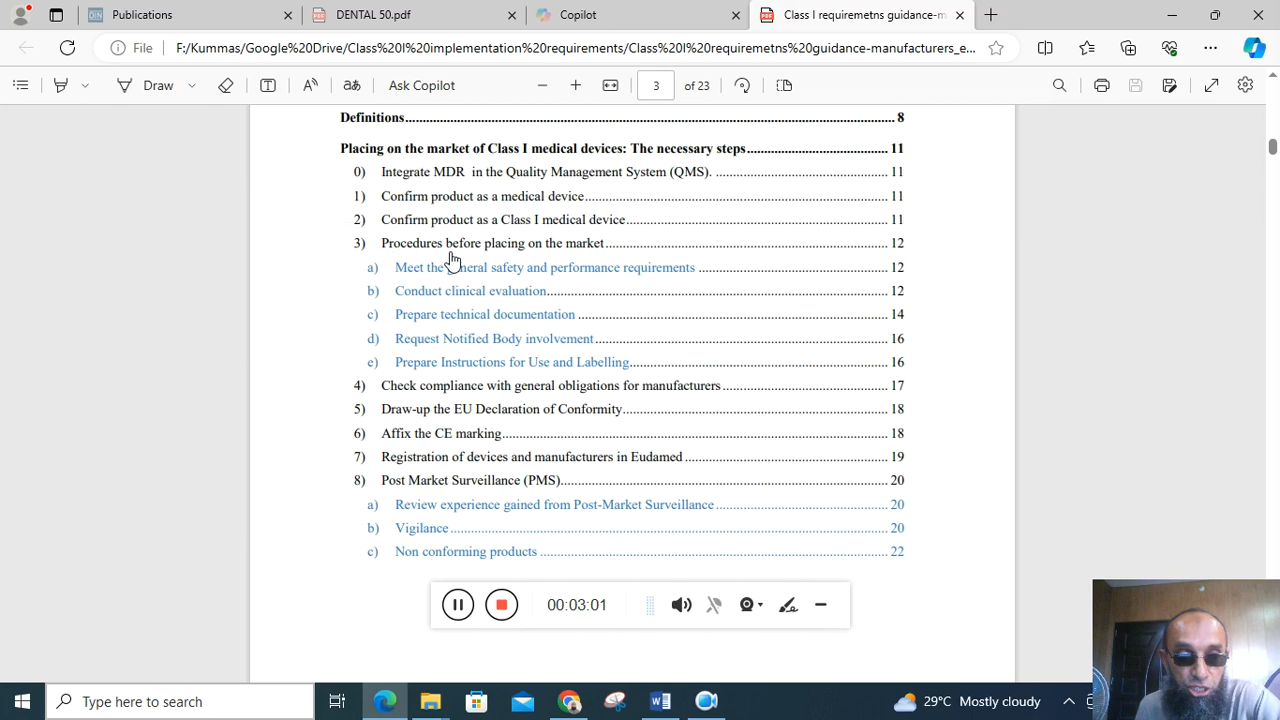 Publications
DENTAL 50.pdf
Copilot
Class I requiremetns guidance-m
File
F:/Kummas/Google%20Drive/Class%20I%20implementation%20requirements/Class%20I%20requiremetns%20guidance-manufacturers_e...
Draw
Ask Copilot
3
of 23
Definitions 8
Placing on the market of Class I medical devices: The necessary steps 11
0) Integrate MDR in the Quality Management System (QMS). 11
1) Confirm product as a medical device 11
2) Confirm product as a Class I medical device 11
3) Procedures before placing on the market 12
a) Meet the general safety and performance requirements 12
b) Conduct clinical evaluation 12
c) Prepare technical documentation 14
d) Request Notified Body involvement 16
e) Prepare Instructions for Use and Labelling 16
4) Check compliance with general obligations for manufacturers 17
5) Draw-up the EU Declaration of Conformity 18
6) Affix the CE marking 18
7) Registration of devices and manufacturers in Eudamed 19
8) Post Market Surveillance (PMS) 20
a) Review experience gained from Post-Market Surveillance 20
b) Vigilance 20
c) Non conforming products 22
00:03:01
Type here to search
29°C Mostly cloudy